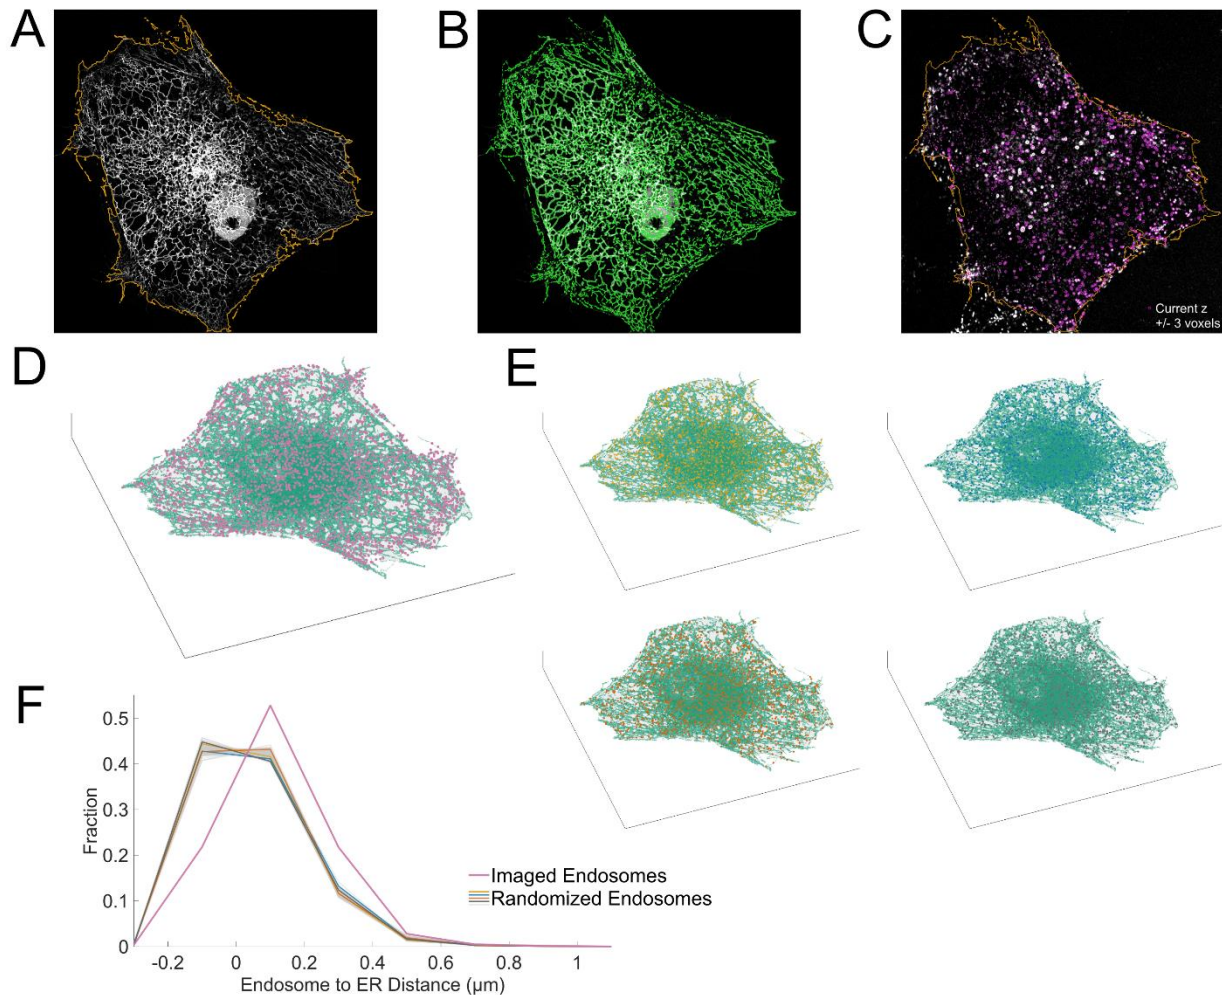 A
B
C
Current z
+/- 3 voxels
D
E
F
0.5
0.4
0.3
0.2
0.1
0
Fraction
Imaged Endosomes
Randomized Endosomes
-0.2 0 0.2 0.4 0.6 0.8 1
Endosome to ER Distance (μm)